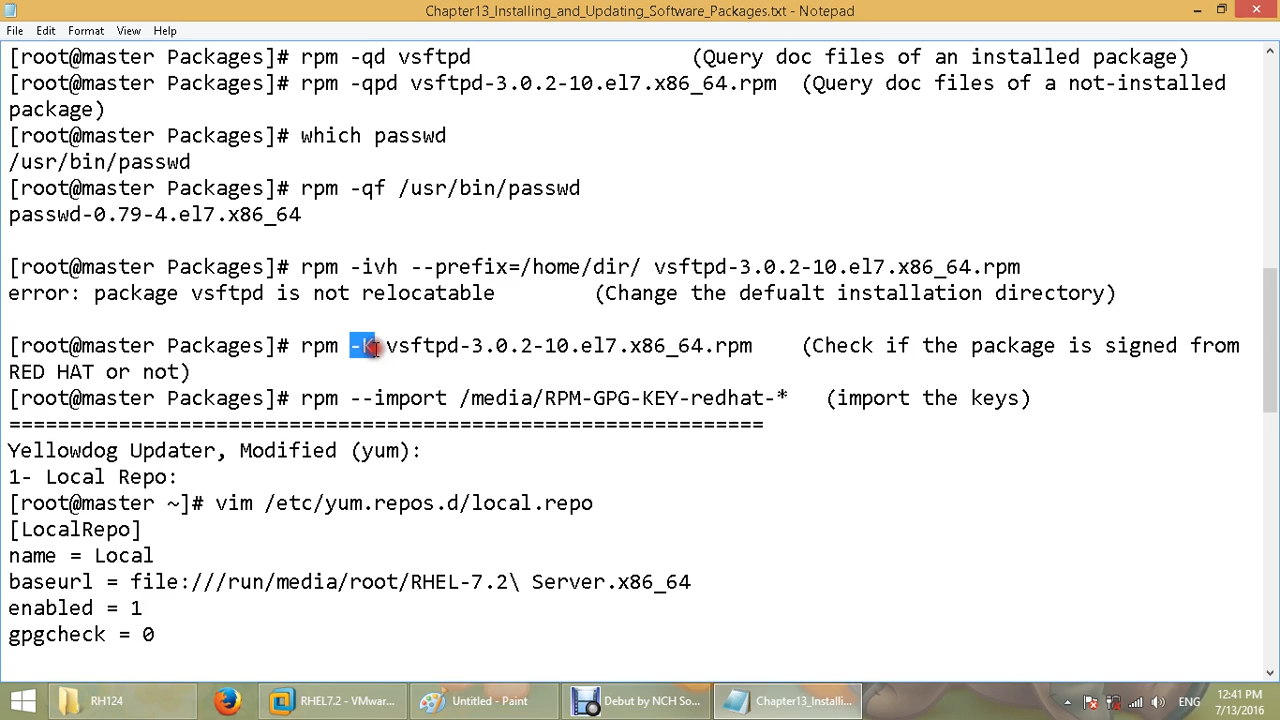 Chapter13_Installing_and_Updating_Software_Packages.txt - Notepad
File Edit Format View Help
[root@master Packages]# rpm -qd vsftpd (Query doc files of an installed package)
[root@master Packages]# rpm -qpd vsftpd-3.0.2-10.el7.x86_64.rpm (Query doc files of a not-installed
package)
[root@master Packages]# which passwd
/usr/bin/passwd
[root@master Packages]# rpm -qf /usr/bin/passwd
passwd-0.79-4.el7.x86_64
[root@master Packages]# rpm -ivh --prefix=/home/dir/ vsftpd-3.0.2-10.el7.x86_64.rpm
error: package vsftpd is not relocatable (Change the defualt installation directory)
[root@master Packages]# rpm -K vsftpd-3.0.2-10.el7.x86_64.rpm (Check if the package is signed from
RED HAT or not)
[root@master Packages]# rpm --import /media/RPM-GPG-KEY-redhat-* (import the keys)
==============================================================
Yellowdog Updater, Modified (yum):
1- Local Repo:
[root@master ~]# vim /etc/yum.repos.d/local.repo
[LocalRepo]
name = Local
baseurl = file:///run/media/root/RHEL-7.2\ Server.x86_64
enabled = 1
gpgcheck = 0
RH124 RHEL7.2 - VMwar... Untitled - Paint Debut by NCH So... Chapter13_Installi... ENG 12:41 PM
7/13/2016